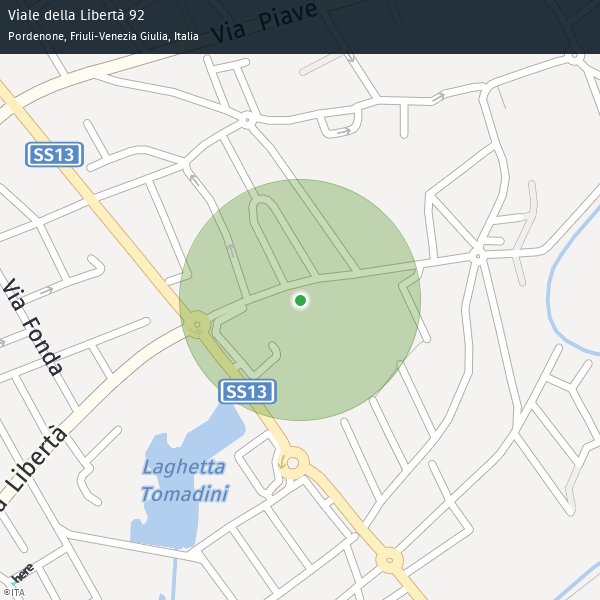 Viale della Libertà 92
Pordenone, Friuli-Venezia Giulia, Italia
Via Piave
SS13
Via Fonda
SS13
Libertà
Laghetta
Tomadini
here
©ITA